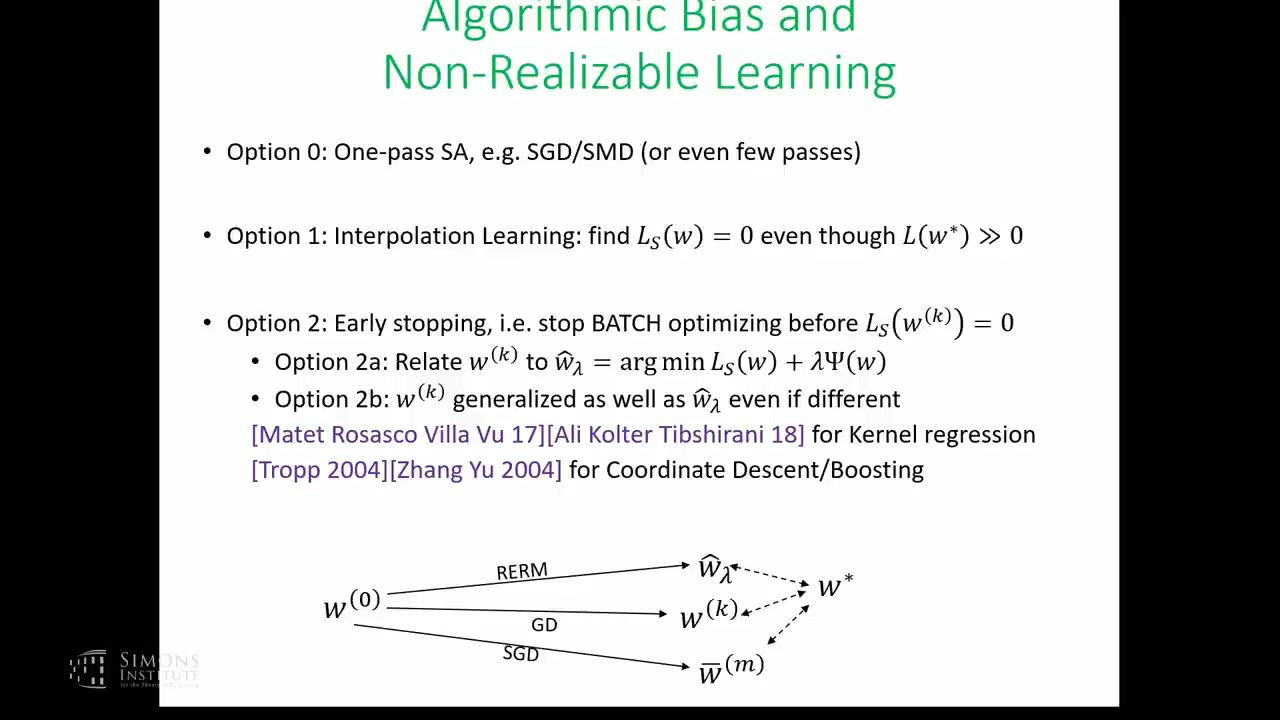 Algorithmic Bias and
Non-Realizable Learning
• Option 0: One-pass SA, e.g. SGD/SMD (or even few passes)
• Option 1: Interpolation Learning: find L_S(w) = 0 even though L(w*) ≫ 0
• Option 2: Early stopping, i.e. stop BATCH optimizing before L_S(w^(k)) = 0
• Option 2a: Relate w^(k) to ŵ_λ = arg min L_S(w) + λΨ(w)
• Option 2b: w^(k) generalized as well as ŵ_λ even if different
[Matet Rosasco Villa Vu 17][Ali Kolter Tibshirani 18] for Kernel regression
[Tropp 2004][Zhang Yu 2004] for Coordinate Descent/Boosting
RERM
ŵ_λ
w*
w^(0)
w^(k)
GD
SGD
w̅^(m)
SIMONS
INSTITUTE